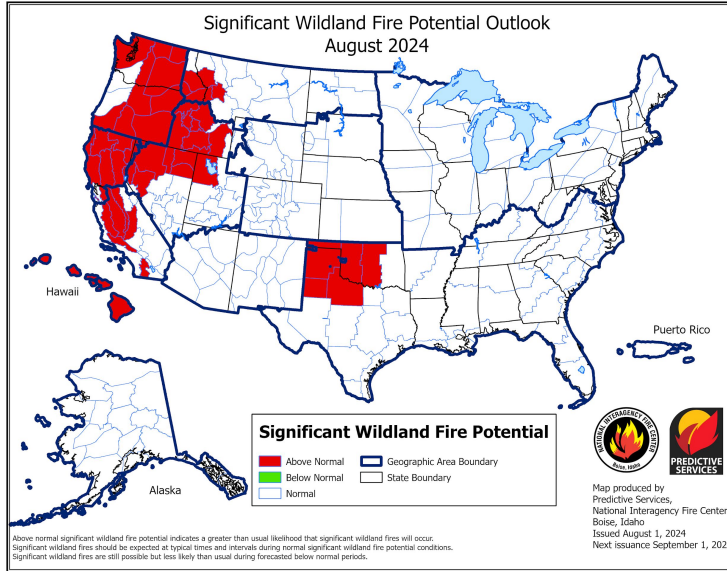 Significant Wildland Fire Potential Outlook
August 2024
Hawaii
Puerto Rico
Alaska
Significant Wildland Fire Potential
Above Normal
Below Normal
Normal
Geographic Area Boundary
State Boundary
NATIONAL INTERAGENCY FIRE CENTER
Boise, Idaho
PREDICTIVE
SERVICES
Map produced by
Predictive Services,
National Interagency Fire Center
Boise, Idaho
Issued August 1, 2024
Next issuance September 1, 202
Above normal significant wildland fire potential indicates a greater than usual likelihood that significant wildland fires will occur.
Significant wildland fires should be expected at typical times and intervals during normal significant wildland fire potential conditions.
Significant wildland fires are still possible but less likely than usual during forecasted below normal periods.